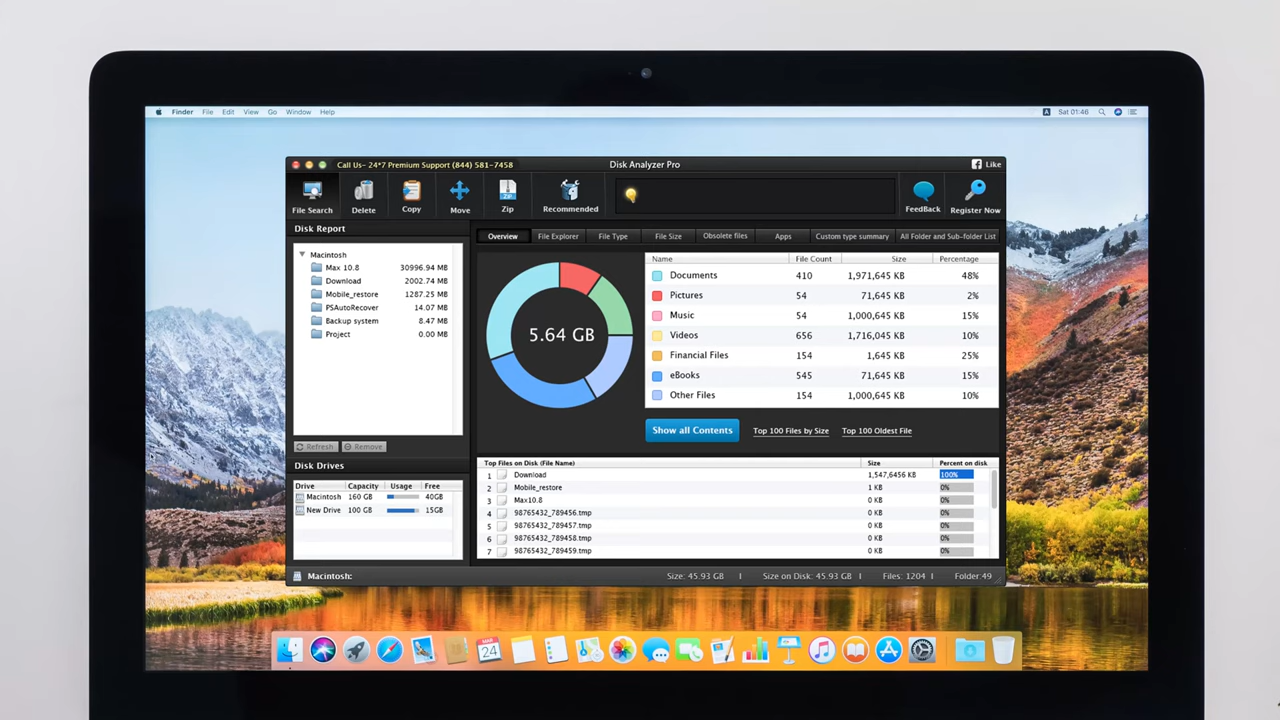 Finder File Edit View Go Window Help
A Sat 01:46
Call Us- 24*7 Premium Support (844) 581-7458
Disk Analyzer Pro
Like
File Search
Delete
Copy
Move
Zip
Recommended
FeedBack
Register Now
Disk Report
Macintosh
Max 10.8 30996.94 MB
Download 2002.74 MB
Mobile_restore 1287.25 MB
PSAutoRecover 14.07 MB
Backup system 8.47 MB
Project 0.00 MB
Refresh Remove
Disk Drives
Drive Capacity Usage Free
Macintosh 160 GB 40GB
New Drive 100 GB 15GB
Overview File Explorer File Type File Size Obsolete files Apps Custom type summary All Folder and Sub-folder List
5.64 GB
Name File Count Size Percentage
Documents 410 1,971,645 KB 48%
Pictures 54 71,645 KB 2%
Music 54 1,000,645 KB 15%
Videos 656 1,716,045 KB 10%
Financial Files 154 1,645 KB 25%
eBooks 545 71,645 KB 15%
Other Files 154 1,000,645 KB 10%
Show all Contents Top 100 Files by Size Top 100 Oldest File
Top Files on Disk (File Name) Size Percent on disk
1 Download 1,547,6456 KB 100%
2 Mobile_restore 1 KB 0%
3 Max10.8 0 KB 0%
4 98765432_789456.tmp 0 KB 0%
5 98765432_789457.tmp 0 KB 0%
6 98765432_789458.tmp 0 KB 0%
7 98765432_789459.tmp 0 KB 0%
Macintosh: Size: 45.93 GB Size on Disk: 45.93 GB Files: 1204 Folder:49
24